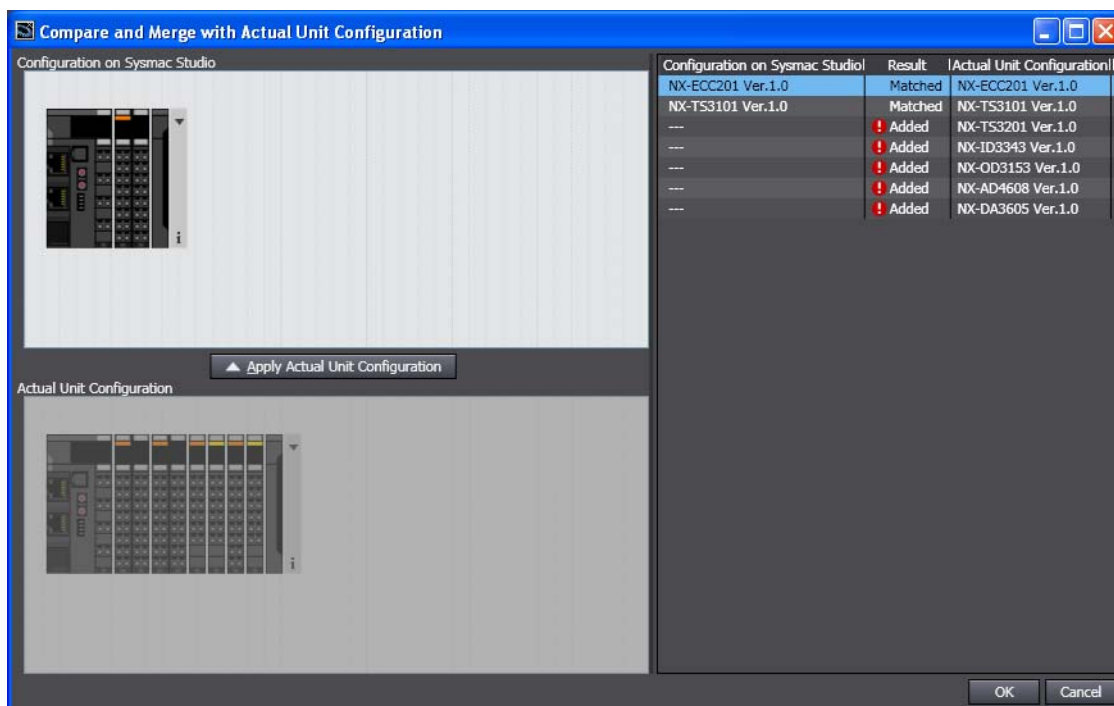 Compare and Merge with Actual Unit Configuration
Configuration on Sysmac Studio
Configuration on Sysmac Studio Result Actual Unit Configuration
NX-ECC201 Ver.1.0 Matched NX-ECC201 Ver.1.0
NX-TS3101 Ver.1.0 Matched NX-TS3101 Ver.1.0
--- Added NX-TS3201 Ver.1.0
--- Added NX-ID3343 Ver.1.0
--- Added NX-OD3153 Ver.1.0
--- Added NX-AD4608 Ver.1.0
--- Added NX-DA3605 Ver.1.0
i
Apply Actual Unit Configuration
Actual Unit Configuration
i
OK Cancel